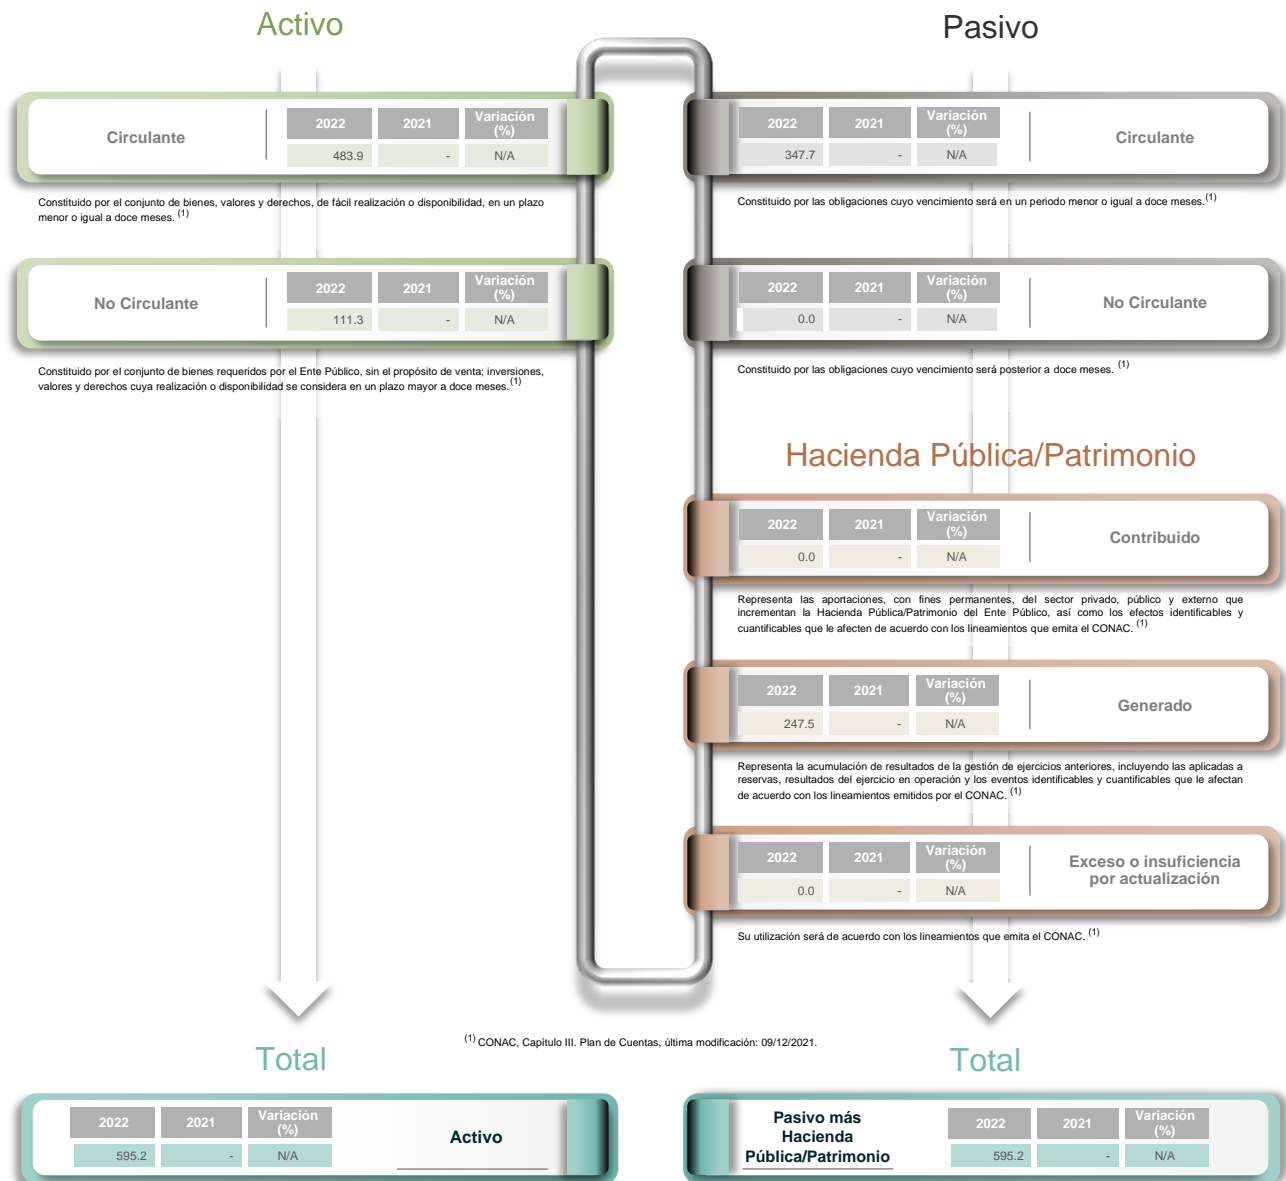 Activo
Circulante
2022 2021 Variación (%)
483.9 - N/A
Constituido por el conjunto de bienes, valores y derechos, de fácil realización o disponibilidad, en un plazo
menor o igual a doce meses. (1)
No Circulante
2022 2021 Variación (%)
111.3 - N/A
Constituido por el conjunto de bienes requeridos por el Ente Público, sin el propósito de venta; inversiones,
valores y derechos cuya realización o disponibilidad se considera en un plazo mayor a doce meses. (1)
Pasivo
2022 2021 Variación (%)
347.7 - N/A
Circulante
Constituido por las obligaciones cuyo vencimiento será en un periodo menor o igual a doce meses. (1)
2022 2021 Variación (%)
0.0 - N/A
No Circulante
Constituido por las obligaciones cuyo vencimiento será posterior a doce meses. (1)
Hacienda Pública/Patrimonio
2022 2021 Variación (%)
0.0 - N/A
Contribuido
Representa las aportaciones, con fines permanentes, del sector privado, público y externo que
incrementan la Hacienda Pública/Patrimonio del Ente Público, así como los efectos identificables y
cuantificables que le afecten de acuerdo con los lineamientos que emita el CONAC. (1)
2022 2021 Variación (%)
247.5 - N/A
Generado
Representa la acumulación de resultados de la gestión de ejercicios anteriores, incluyendo las aplicadas a
reservas, resultados del ejercicio en operación y los eventos identificables y cuantificables que le afectan
de acuerdo con los lineamientos emitidos por el CONAC. (1)
2022 2021 Variación (%)
0.0 - N/A
Exceso o insuficiencia
por actualización
Su utilización será de acuerdo con los lineamientos que emita el CONAC. (1)
(1) CONAC, Capítulo III. Plan de Cuentas, última modificación: 09/12/2021.
Total
2022 2021 Variación (%)
595.2 - N/A
Activo
Total
Pasivo más
Hacienda
Pública/Patrimonio
2022 2021 Variación (%)
595.2 - N/A